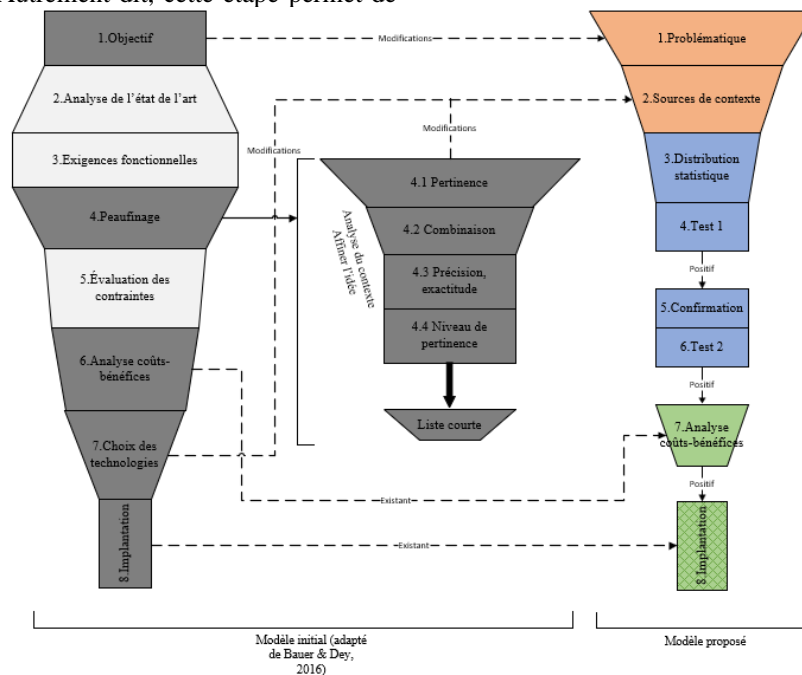 Autrement dit, cette étape permet de
1.Objectif
2.Analyse de l'état de l'art
3.Exigences fonctionnelles
4.Peaufinage
5.Évaluation des
contraintes
6.Analyse coûts-
bénéfices
7.Choix des
technologies
8.Implantation
Modifications
Modifications
Modifications
Analyse du contexte
Affiner l'idée
4.1 Pertinence
4.2 Combinaison
4.3 Précision,
exactitude
4.4 Niveau de
pertinence
Liste courte
Existant
Existant
1.Problématique
2.Sources de contexte
3.Distribution
statistique
4.Test 1
Positif
5.Confirmation
6.Test 2
Positif
7.Analyse
coûts-bénéfices
Positif
8.Implantation
Modèle initial (adapté
de Bauer & Dey,
2016)
Modèle proposé